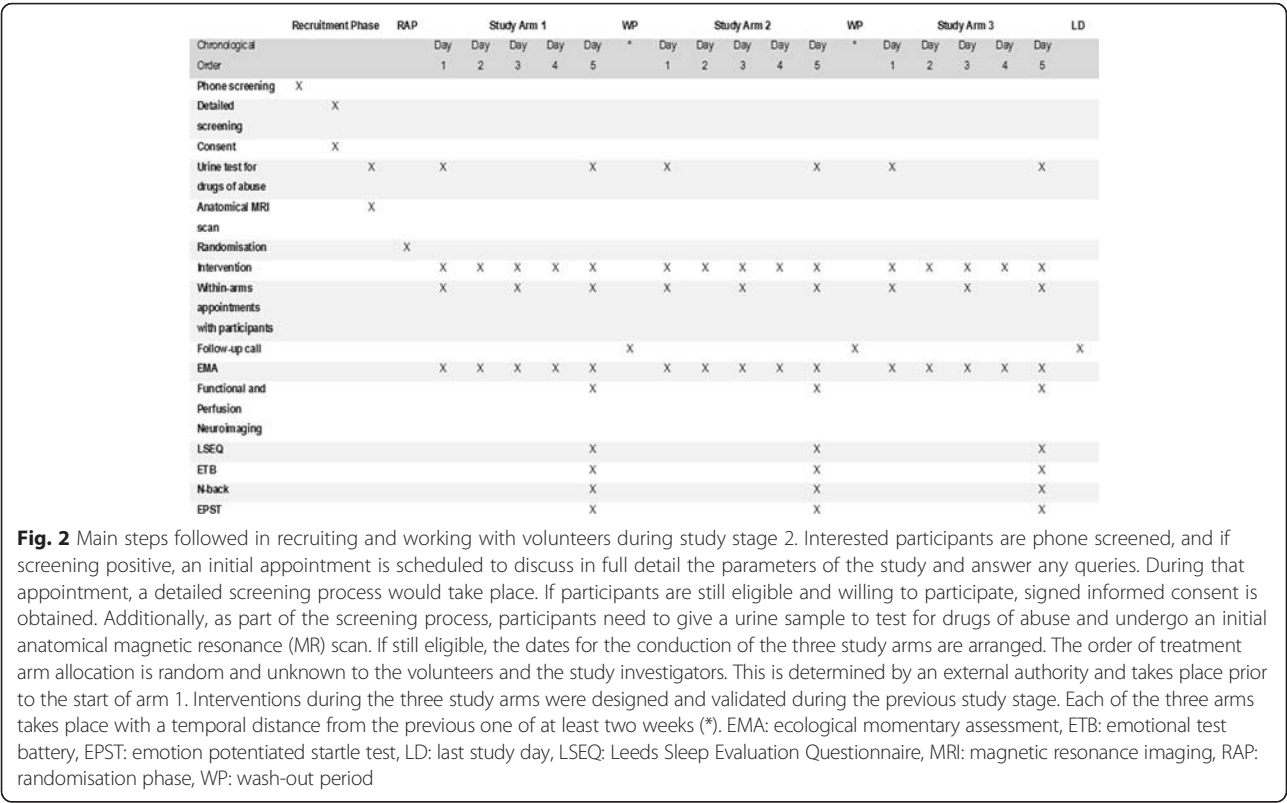 Recruitment Phase RAP Study Arm 1 WP Study Arm 2 WP Study Arm 3 LD
Chronological Day Day Day Day Day * Day Day Day Day Day * Day Day Day Day Day
Order 1 2 3 4 5 1 2 3 4 5 1 2 3 4 5
Phone screening X
Detailed X
screening
Consent X
Urine test for X X X X X X X
drugs of abuse
Anatomical MRI X
scan
Randomisation X
Intervention X X X X X X X X X X X X X X X
Within-arms X X X X X X X X X
appointments
with participants
Follow-up call X X X
EMA X X X X X X X X X X X X X X X
Functional and X X X
Perfusion
Neuroimaging
LSEQ X X X
ETB X X X
N-back X X X
EPST X X X
Fig. 2 Main steps followed in recruiting and working with volunteers during study stage 2. Interested participants are phone screened, and if
screening positive, an initial appointment is scheduled to discuss in full detail the parameters of the study and answer any queries. During that
appointment, a detailed screening process would take place. If participants are still eligible and willing to participate, signed informed consent is
obtained. Additionally, as part of the screening process, participants need to give a urine sample to test for drugs of abuse and undergo an initial
anatomical magnetic resonance (MR) scan. If still eligible, the dates for the conduction of the three study arms are arranged. The order of treatment
arm allocation is random and unknown to the volunteers and the study investigators. This is determined by an external authority and takes place prior
to the start of arm 1. Interventions during the three study arms were designed and validated during the previous study stage. Each of the three arms
takes place with a temporal distance from the previous one of at least two weeks (*). EMA: ecological momentary assessment, ETB: emotional test
battery, EPST: emotion potentiated startle test, LD: last study day, LSEQ: Leeds Sleep Evaluation Questionnaire, MRI: magnetic resonance imaging, RAP:
randomisation phase, WP: wash-out period